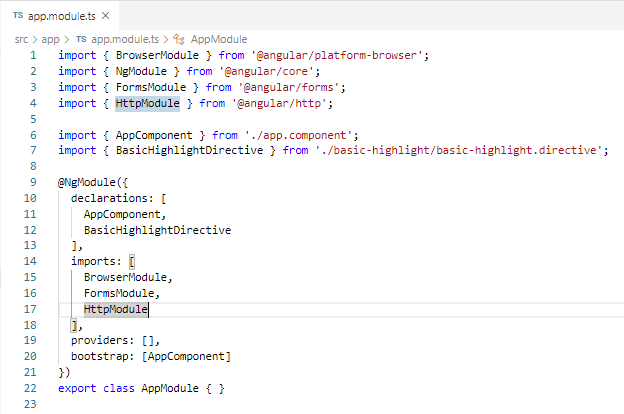 TS app.module.ts ×
src > app > TS app.module.ts > AppModule
1 import { BrowserModule } from '@angular/platform-browser';
2 import { NgModule } from '@angular/core';
3 import { FormsModule } from '@angular/forms';
4 import { HttpModule } from '@angular/http';
5
6 import { AppComponent } from './app.component';
7 import { BasicHighlightDirective } from './basic-highlight/basic-highlight.directive';
8
9 @NgModule({
10   declarations: [
11     AppComponent,
12     BasicHighlightDirective
13   ],
14   imports: [
15     BrowserModule,
16     FormsModule,
17     HttpModule
18   ],
19   providers: [],
20   bootstrap: [AppComponent]
21 })
22 export class AppModule { }
23